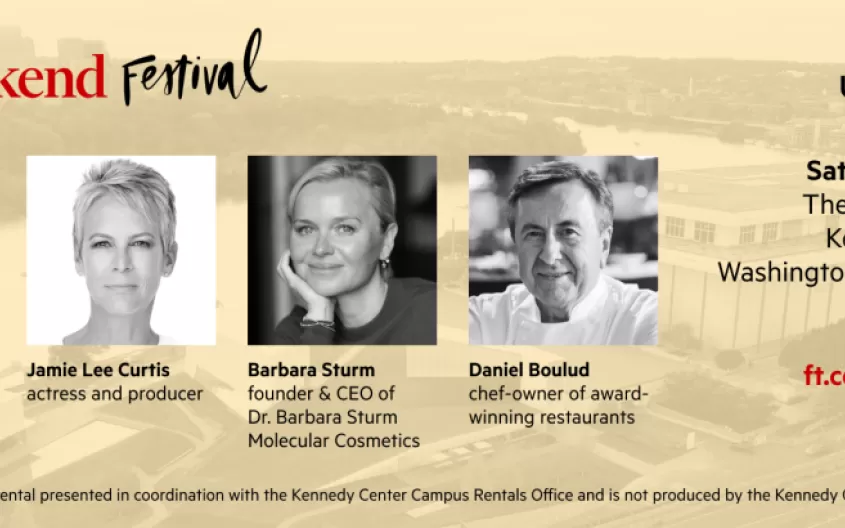 kend Festival
U
Sat
The
Ke
Washingto
ft.co
Jamie Lee Curtis
actress and producer
Barbara Sturm
founder & CEO of
Dr. Barbara Sturm
Molecular Cosmetics
Daniel Boulud
chef-owner of award-
winning restaurants
ental presented in coordination with the Kennedy Center Campus Rentals Office and is not produced by the Kennedy C